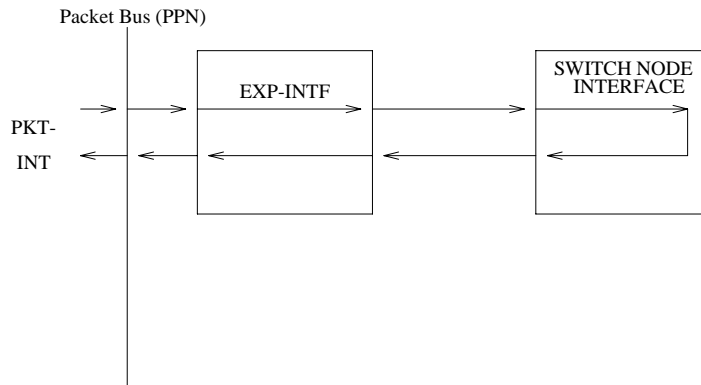 Packet Bus (PPN)
EXP-INTF
SWITCH NODE
INTERFACE
PKT-
INT